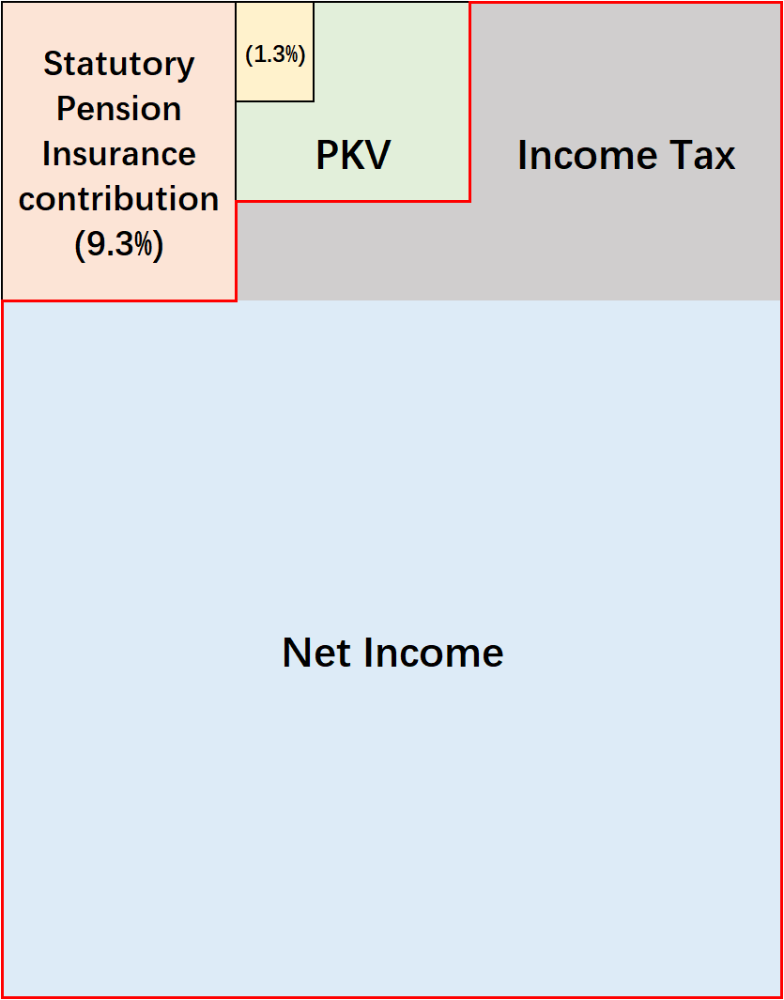 Statutory
Pension
Insurance
contribution
(9.3%)
(1.3%)
PKV
Income Tax
Net Income